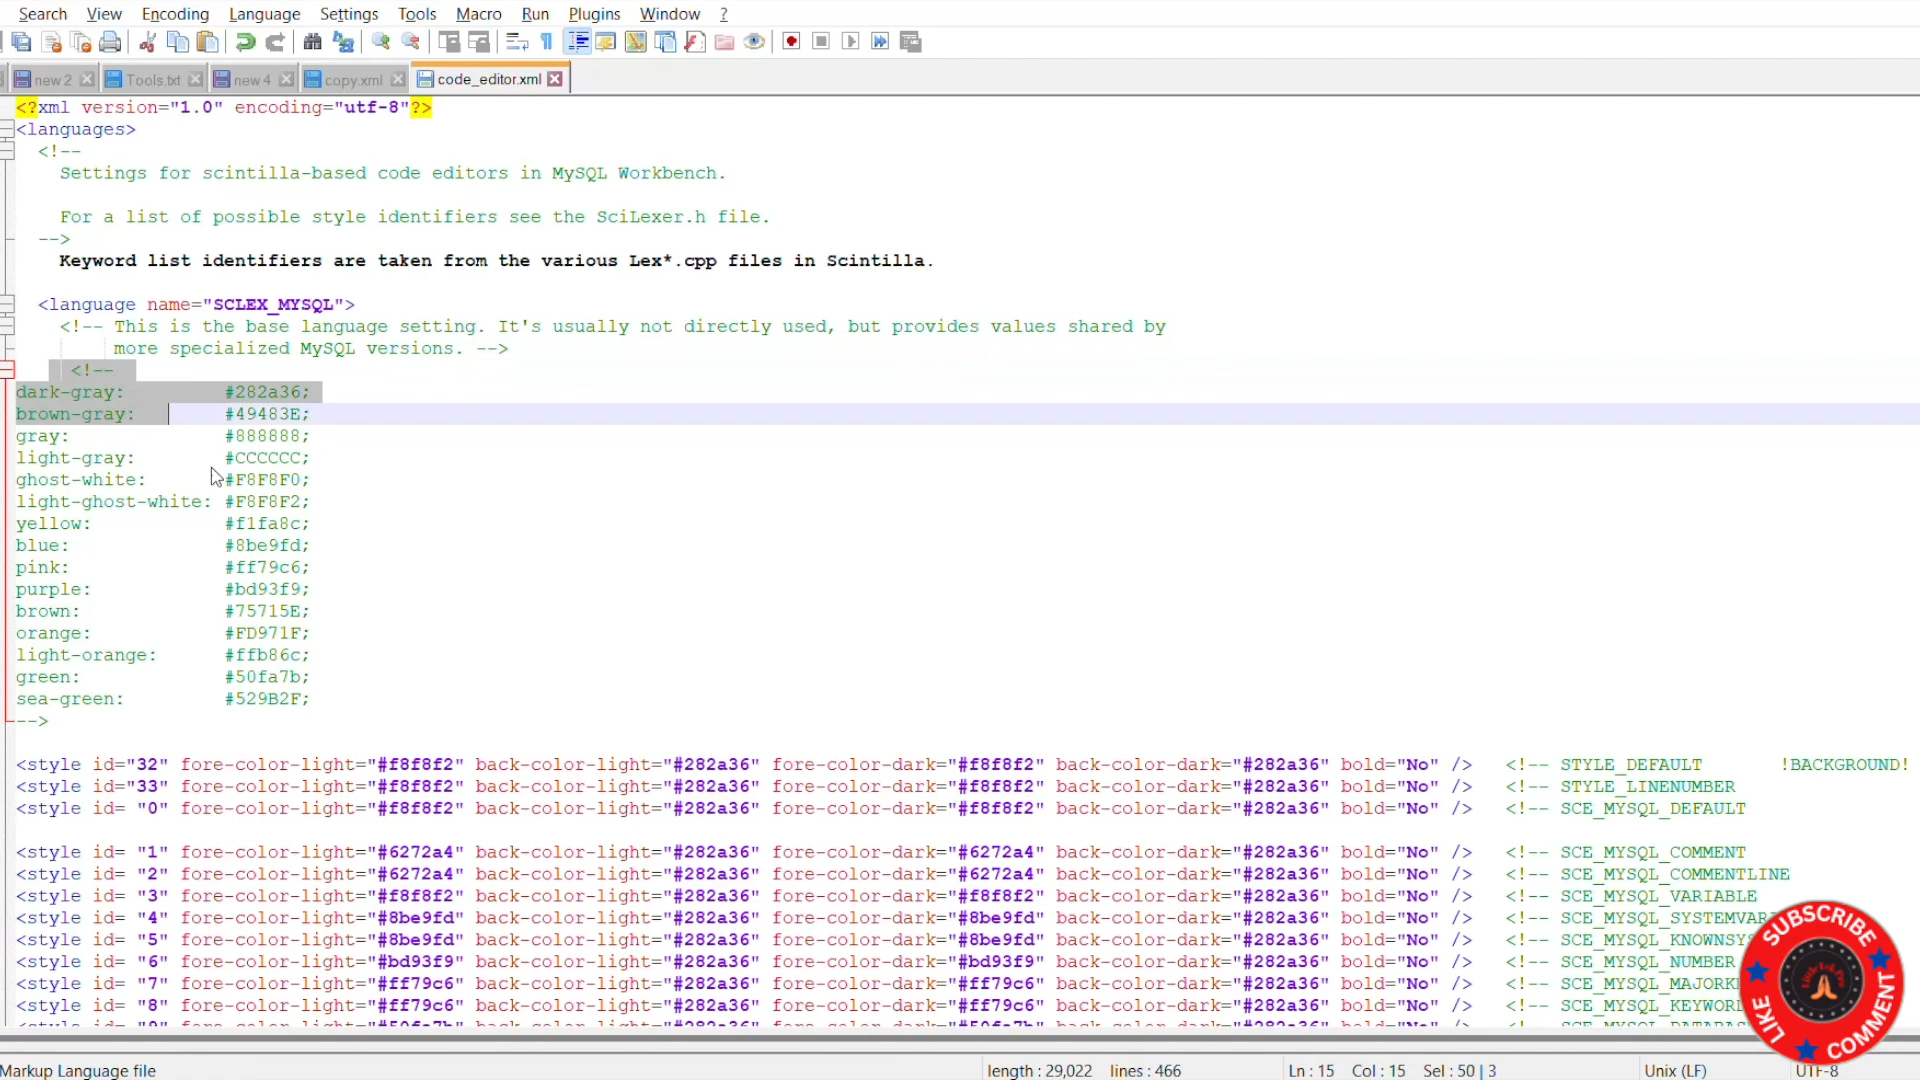 Search View Encoding Language Settings Tools Macro Run Plugins Window ?
new 2 Tools.txt new 4 copy.xml code_editor.xml
<?xml version="1.0" encoding="utf-8"?>
<languages>
<!--
Settings for scintilla-based code editors in MySQL Workbench.
For a list of possible style identifiers see the SciLexer.h file.
-->
Keyword list identifiers are taken from the various Lex*.cpp files in Scintilla.
<language name="SCLEX_MYSQL">
<!-- This is the base language setting. It's usually not directly used, but provides values shared by
more specialized MySQL versions. -->
<!--
dark-gray: #282a36;
brown-gray: #49483E;
gray: #888888;
light-gray: #CCCCCC;
ghost-white: #F8F8F0;
light-ghost-white: #F8F8F2;
yellow: #f1fa8c;
blue: #8be9fd;
pink: #ff79c6;
purple: #bd93f9;
brown: #75715E;
orange: #FD971F;
light-orange: #ffb86c;
green: #50fa7b;
sea-green: #529B2F;
-->
<style id="32" fore-color-light="#f8f8f2" back-color-light="#282a36" fore-color-dark="#f8f8f2" back-color-dark="#282a36" bold="No" /> <!-- STYLE_DEFAULT !BACKGROUND!
<style id="33" fore-color-light="#f8f8f2" back-color-light="#282a36" fore-color-dark="#f8f8f2" back-color-dark="#282a36" bold="No" /> <!-- STYLE_LINENUMBER
<style id= "0" fore-color-light="#f8f8f2" back-color-light="#282a36" fore-color-dark="#f8f8f2" back-color-dark="#282a36" bold="No" /> <!-- SCE_MYSQL_DEFAULT
<style id= "1" fore-color-light="#6272a4" back-color-light="#282a36" fore-color-dark="#6272a4" back-color-dark="#282a36" bold="No" /> <!-- SCE_MYSQL_COMMENT
<style id= "2" fore-color-light="#6272a4" back-color-light="#282a36" fore-color-dark="#6272a4" back-color-dark="#282a36" bold="No" /> <!-- SCE_MYSQL_COMMENTLINE
<style id= "3" fore-color-light="#f8f8f2" back-color-light="#282a36" fore-color-dark="#f8f8f2" back-color-dark="#282a36" bold="No" /> <!-- SCE_MYSQL_VARIABLE
<style id= "4" fore-color-light="#8be9fd" back-color-light="#282a36" fore-color-dark="#8be9fd" back-color-dark="#282a36" bold="No" /> <!-- SCE_MYSQL_SYSTEMVAR
<style id= "5" fore-color-light="#8be9fd" back-color-light="#282a36" fore-color-dark="#8be9fd" back-color-dark="#282a36" bold="No" /> <!-- SCE_MYSQL_KNOWNSYS
<style id= "6" fore-color-light="#bd93f9" back-color-light="#282a36" fore-color-dark="#bd93f9" back-color-dark="#282a36" bold="No" /> <!-- SCE_MYSQL_NUMBER
<style id= "7" fore-color-light="#ff79c6" back-color-light="#282a36" fore-color-dark="#ff79c6" back-color-dark="#282a36" bold="No" /> <!-- SCE_MYSQL_MAJORK
<style id= "8" fore-color-light="#ff79c6" back-color-light="#282a36" fore-color-dark="#ff79c6" back-color-dark="#282a36" bold="No" /> <!-- SCE_MYSQL_KEYWOR
SUBSCRIBE LIKE COMMENT
Markup Language file length : 29,022 lines : 466 Ln : 15 Col : 15 Sel : 50 | 3 Unix (LF) UTF-8